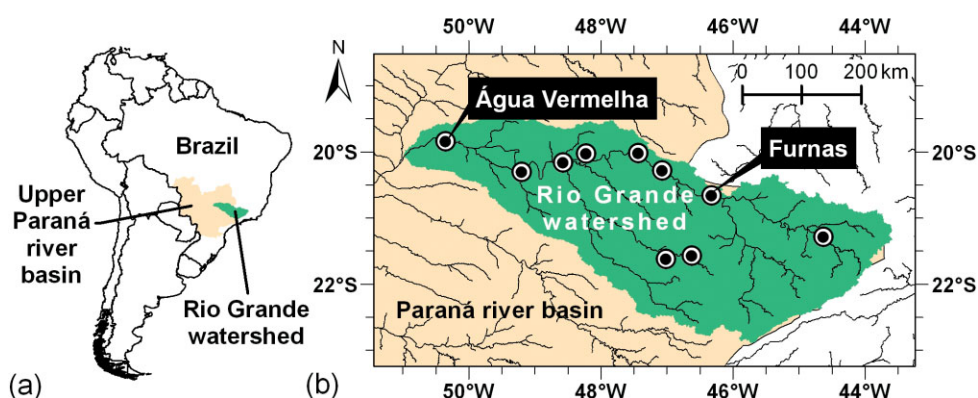 (a)
Brazil
Upper
Paraná
river
basin
Rio Grande
watershed
N
(b)
50°W
48°W
46°W
44°W
0 100 200 km
Água Vermelha
Furnas
20°S
20°S
Rio Grande
watershed
22°S
22°S
Paraná river basin
50°W
48°W
46°W
44°W